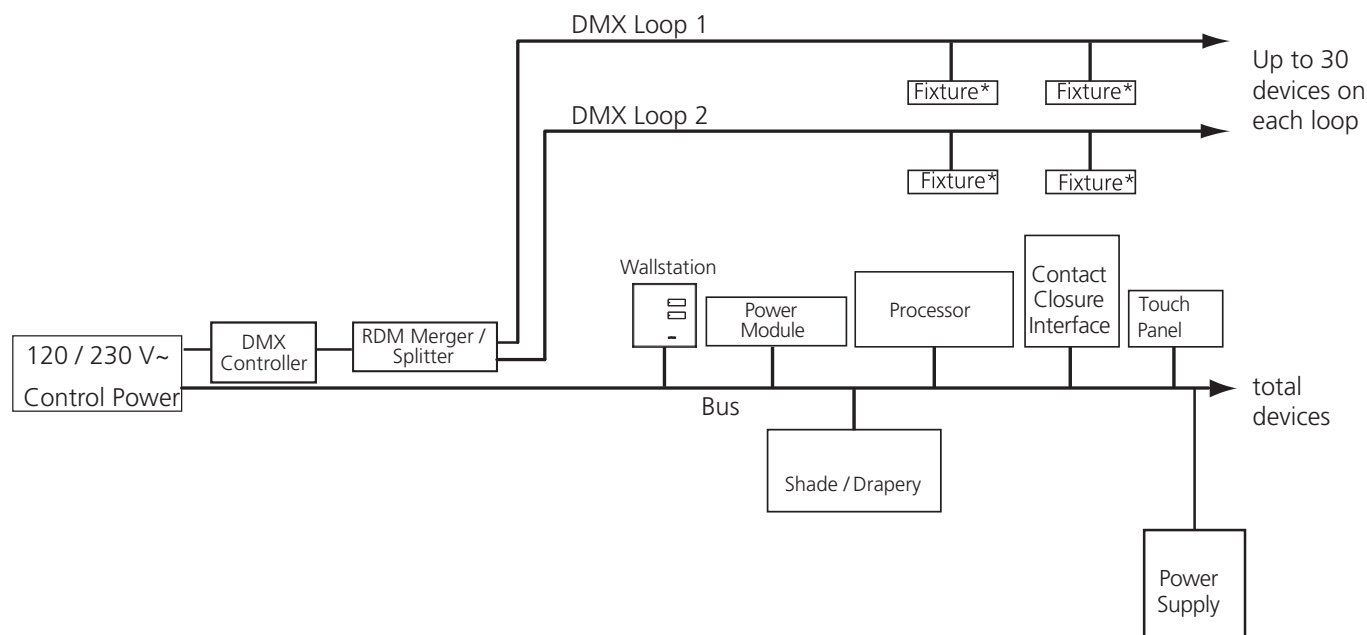 DMX Loop 1
Up to 30
devices on
each loop
Fixture*
Fixture*
DMX Loop 2
Fixture*
Fixture*
Wallstation
Power
Module
Processor
Contact
Closure
Interface
Touch
Panel
120 / 230 V~
Control Power
DMX
Controller
RDM Merger /
Splitter
Bus
total
devices
Shade / Drapery
Power
Supply